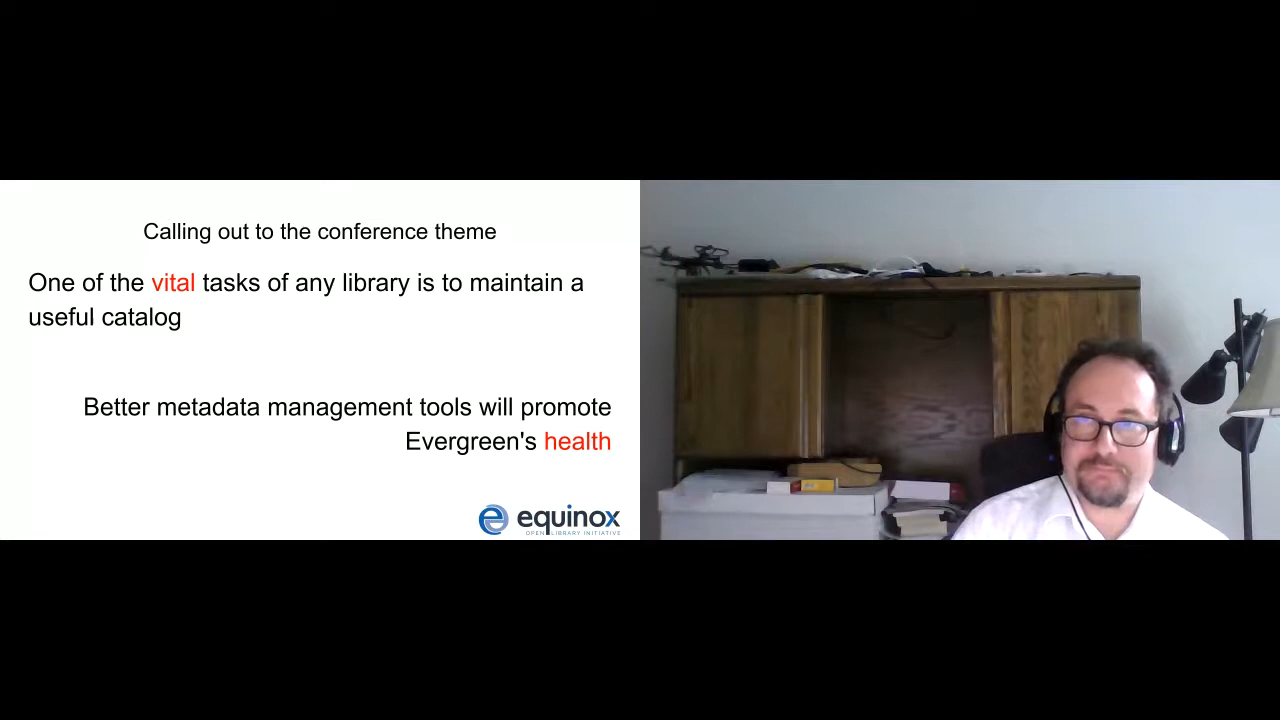 Calling out to the conference theme
One of the vital tasks of any library is to maintain a
useful catalog
Better metadata management tools will promote
Evergreen's health
equinox
OPEN LIBRARY INITIATIVE